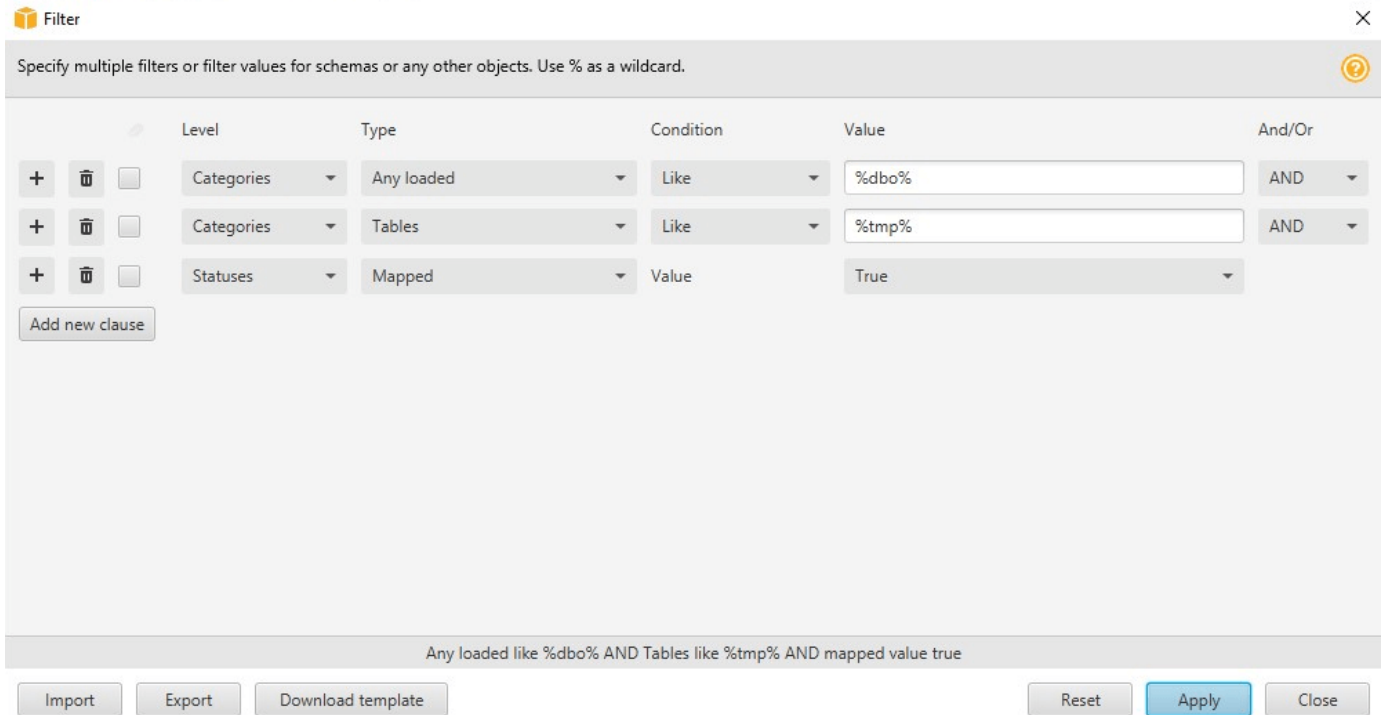 Filter
Specify multiple filters or filter values for schemas or any other objects. Use % as a wildcard.
Level Type Condition Value And/Or
Categories Any loaded Like %dbo% AND
Categories Tables Like %tmp% AND
Statuses Mapped Value True
Add new clause
Any loaded like %dbo% AND Tables like %tmp% AND mapped value true
Import Export Download template Reset Apply Close